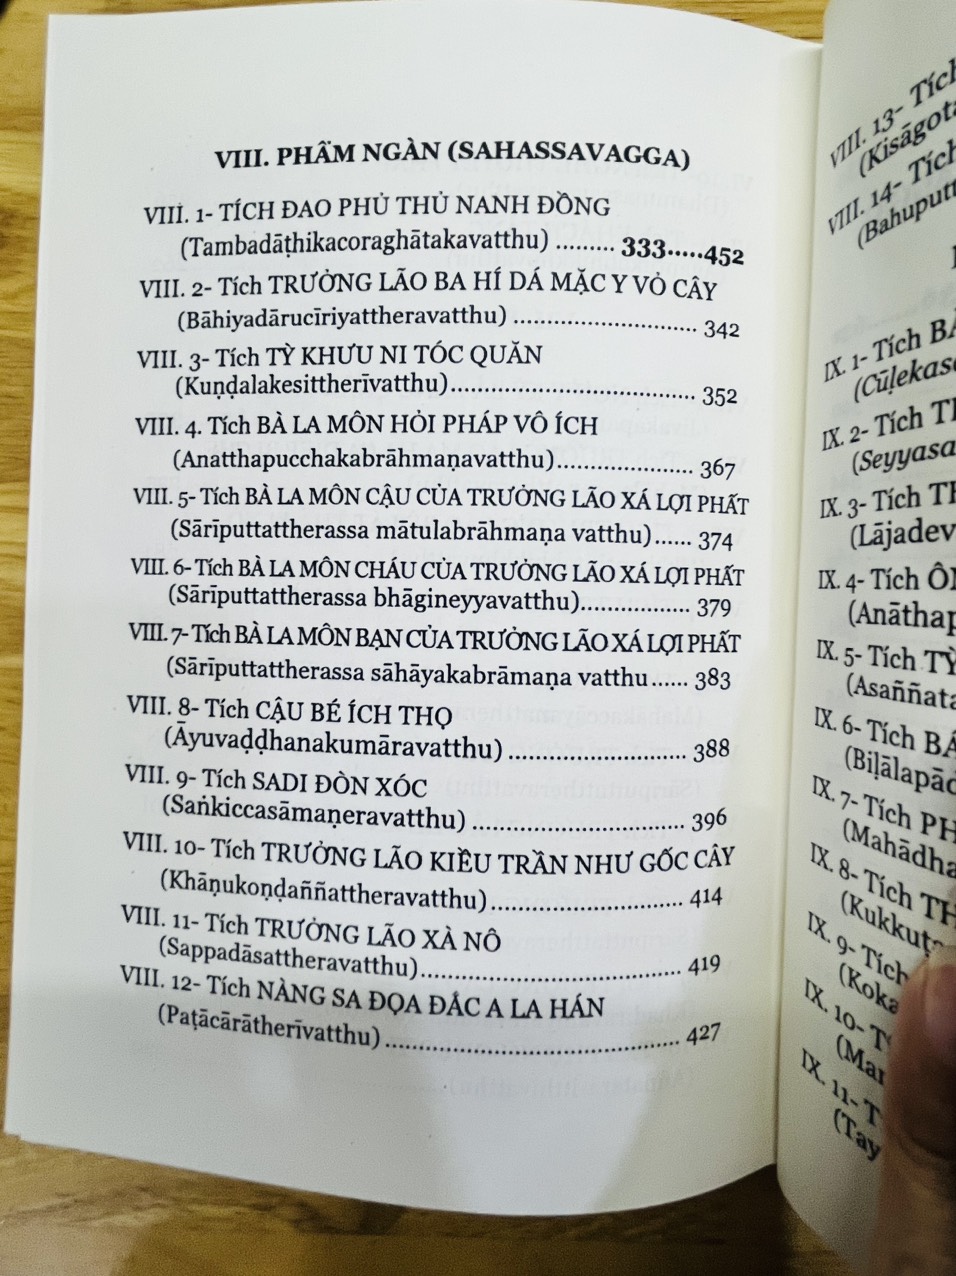 VIII. PHẨM NGÀN (SAHASSAVAGGA)
VIII. 1- TÍCH ĐAO PHỦ THỦ NANH ĐỒNG
(Tambadāṭhikacoraghātakavatthu) ......... 333.....452
VIII. 2- Tích TRƯỞNG LÃO BA HÍ DÁ MẶC Y VỎ CÂY
(Bāhiyadārucīriyattheravatthu) ............................ 342
VIII. 3- Tích TỲ KHƯU NI TÓC QUĂN
(Kuṇḍalakesittherīvatthu)..................................... 352
VIII. 4. Tích BÀ LA MÔN HỎI PHÁP VÔ ÍCH
(Anatthapucchakabrāhmaṇavatthu)..................... 367
VIII. 5- Tích BÀ LA MÔN CẬU CỦA TRƯỞNG LÃO XÁ LỢI PHẤT
(Sārīputtattherassa mātulabrāhmaṇa vatthu)...... 374
VIII. 6- Tích BÀ LA MÔN CHÁU CỦA TRƯỞNG LÃO XÁ LỢI PHẤT
(Sārīputtattherassa bhāgineyyavatthu)................. 379
VIII. 7- Tích BÀ LA MÔN BẠN CỦA TRƯỞNG LÃO XÁ LỢI PHẤT
(Sārīputtattherassa sāhāyakabrāmaṇa vatthu...... 383
VIII. 8- Tích CẬU BÉ ÍCH THỌ
(Āyuvaḍḍhanakumāravatthu) ........................... 388
VIII. 9- Tích SADI ĐÒN XÓC
(Saṅkiccasāmaṇeravatthu) ................................ 396
VIII. 10- Tích TRƯỞNG LÃO KIỀU TRẦN NHƯ GỐC CÂY
(Khāṇukoṇḍaññattheravatthu)............................. 414
VIII. 11- Tích TRƯỞNG LÃO XÀ NÔ
(Sappadāsattheravatthu)........................................ 419
VIII. 12- Tích NÀNG SA ĐỌA ĐẮC A LA HÁN
(Paṭācārātherīvatthu)............................................. 427
VIII. 13- Tích
(Kisāgota
VIII. 14- Tích
(Bahuputt
IX. 1- Tích BÀ
(Cūḷekasā
IX. 2- Tích
(Seyyasa
IX. 3- Tích
(Lājadev
IX. 4- Tích ÔN
(Anāthap
IX. 5- Tích TỲ
(Asaññata
IX. 6- Tích BÁ
(Biḷālapād
IX. 7- Tích PH
(Mahādha
IX. 8- Tích TH
(Kukkuṭa
IX. 9- Tích
(Koka
IX. 10- T
(Mar
IX. 11- T
(Tay